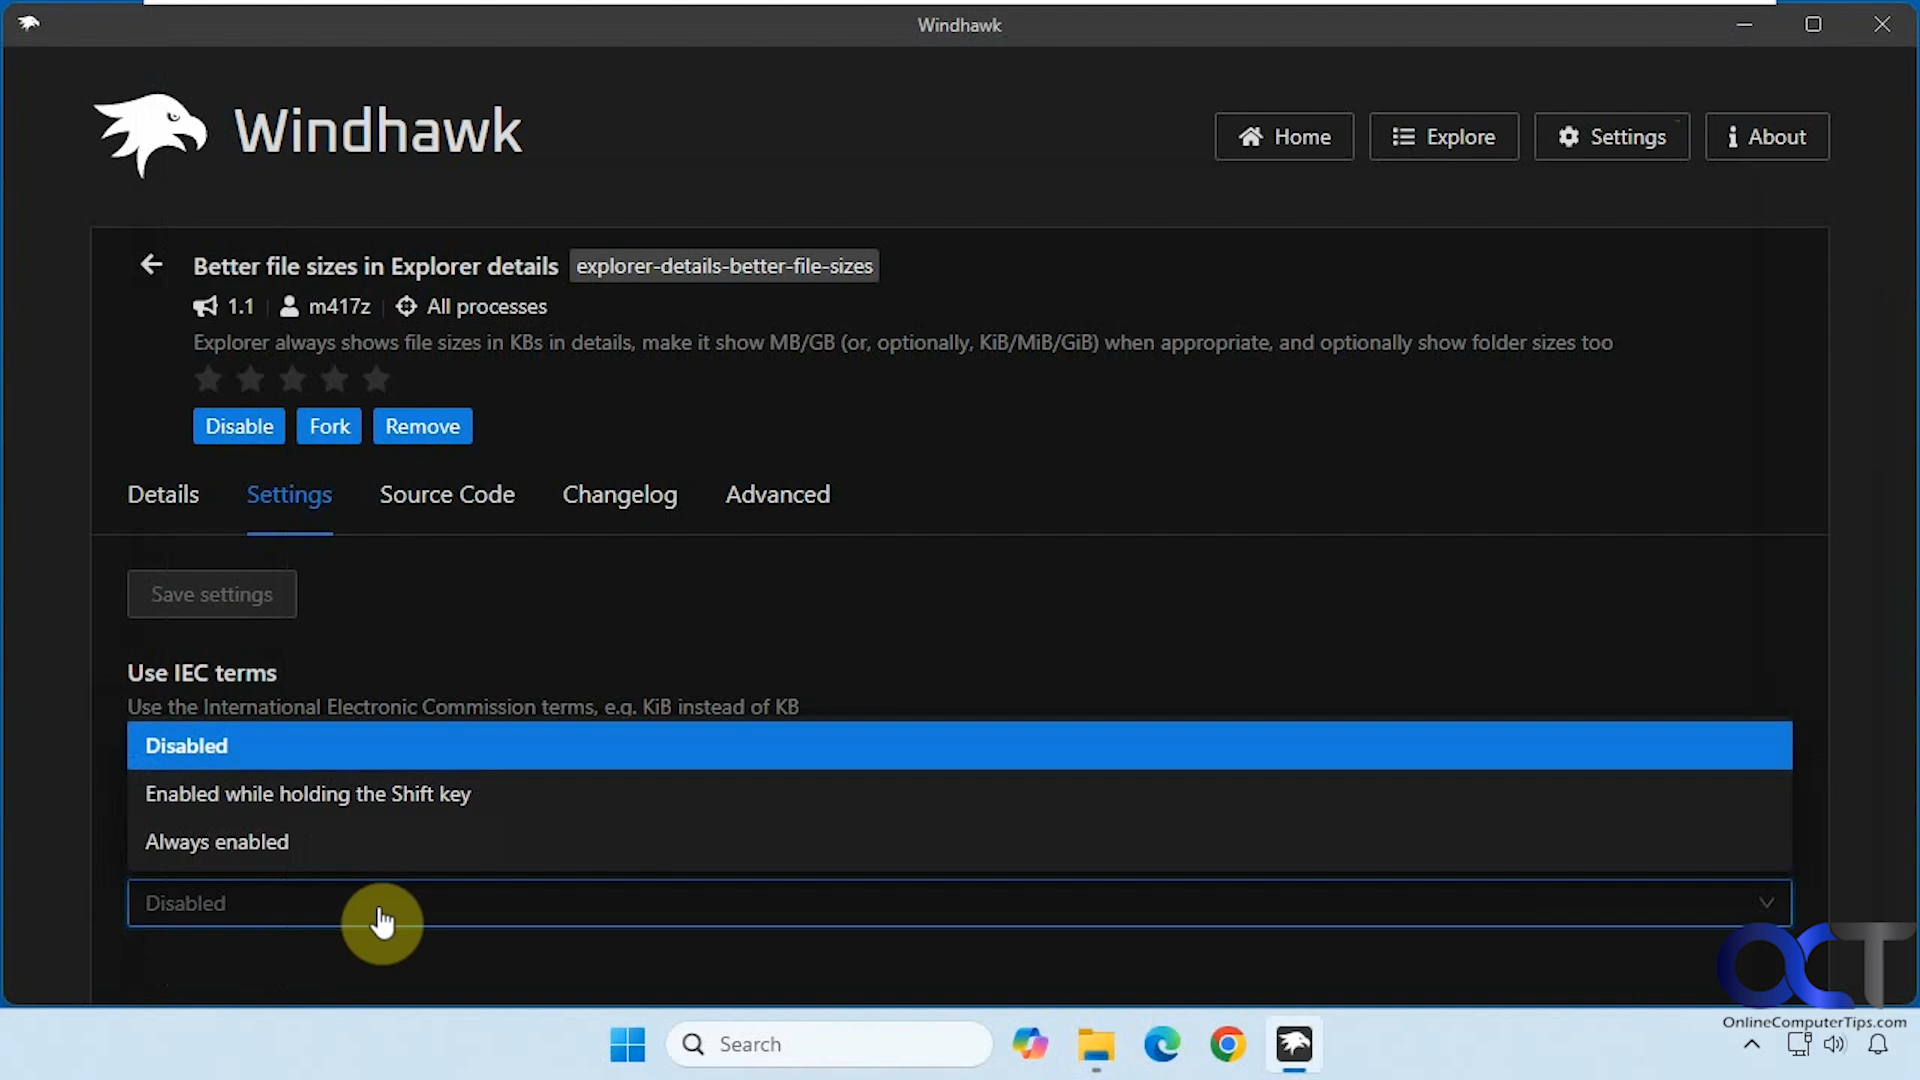 Windhawk
Windhawk
Home
Explore
Settings
About
Better file sizes in Explorer details explorer-details-better-file-sizes
1.1 m417z All processes
Explorer always shows file sizes in KBs in details, make it show MB/GB (or, optionally, KiB/MiB/GiB) when appropriate, and optionally show folder sizes too
Disable Fork Remove
Details Settings Source Code Changelog Advanced
Save settings
Use IEC terms
Use the International Electronic Commission terms, e.g. KiB instead of KB
Disabled
Enabled while holding the Shift key
Always enabled
Disabled
OCT
OnlineComputerTips.com
Search